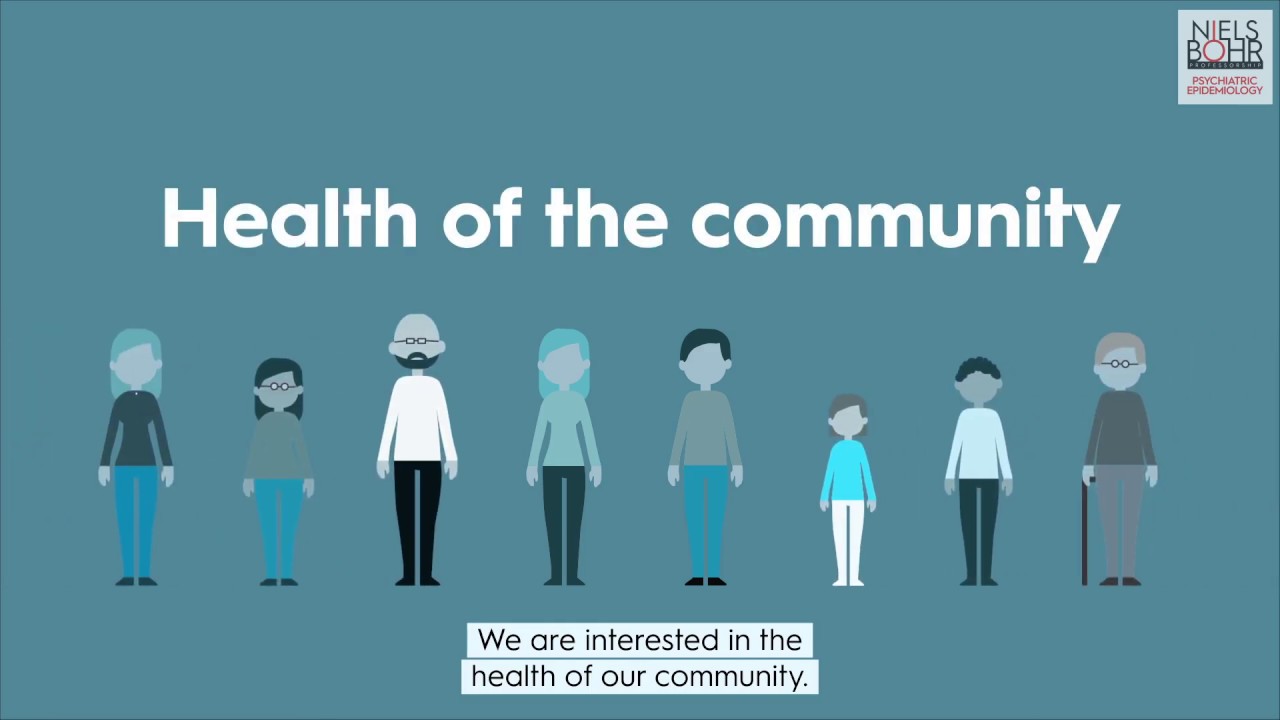 NIELS
BOHR
PROFESSORSHIP
PSYCHIATRIC
EPIDEMIOLOGY
Health of the community
We are interested in the
health of our community.